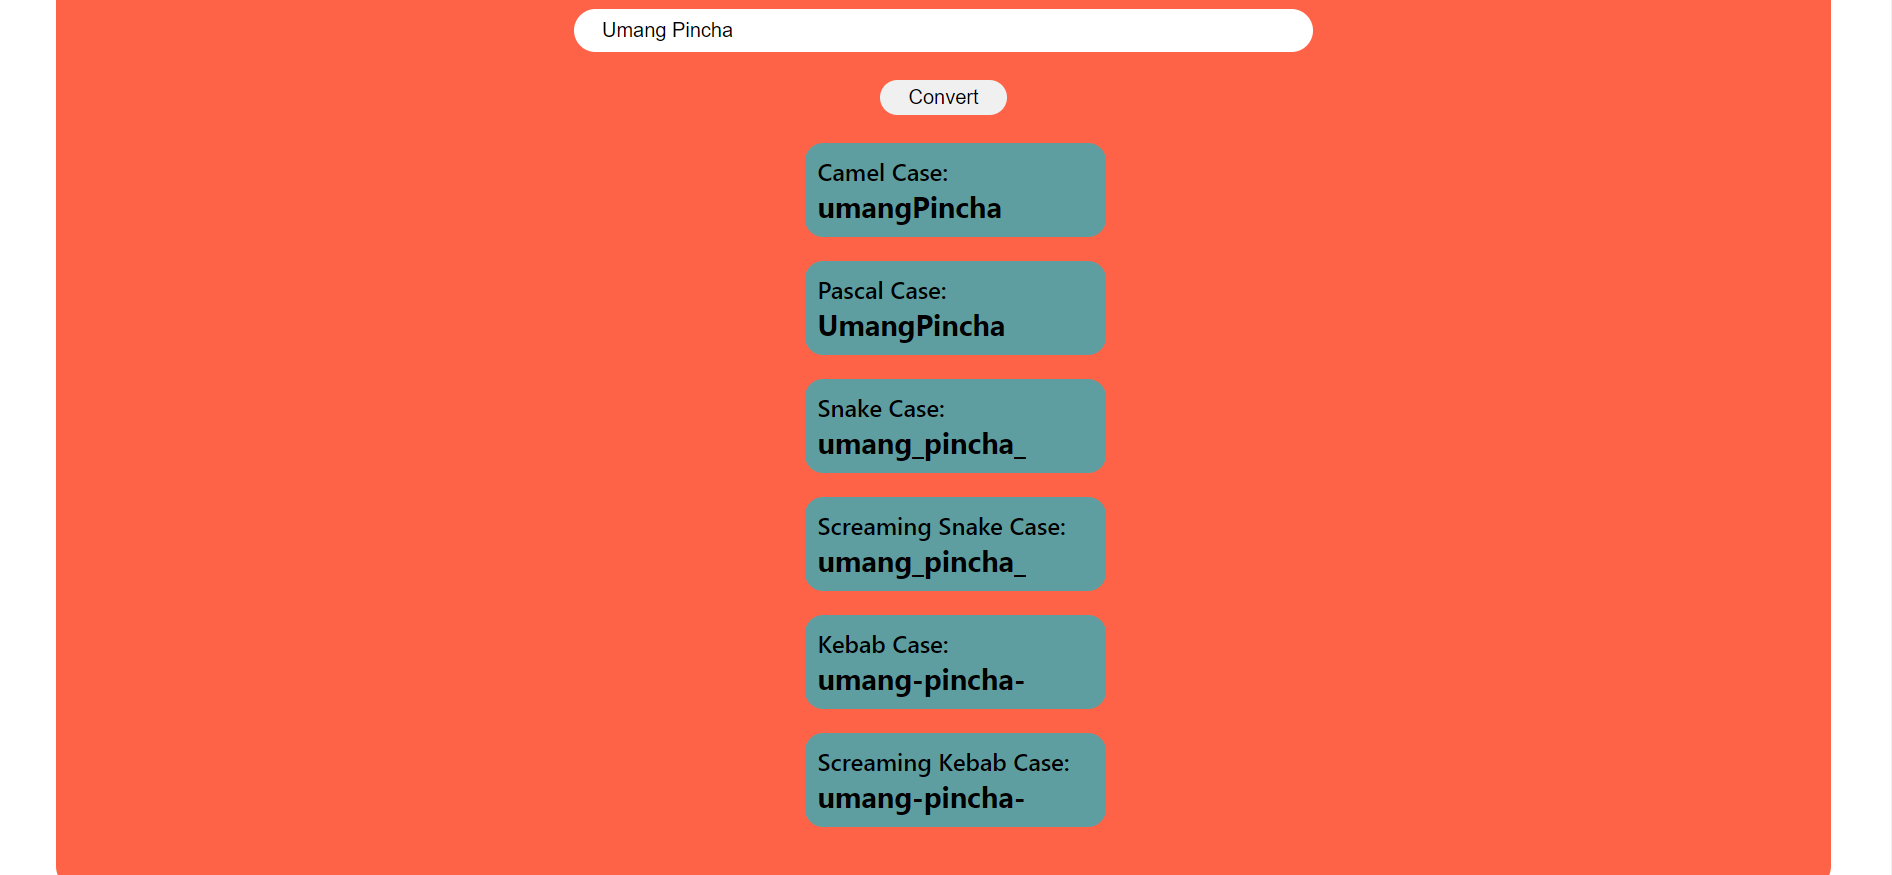 Umang Pincha
Convert
Camel Case:
umangPincha
Pascal Case:
UmangPincha
Snake Case:
umang_pincha_
Screaming Snake Case:
umang_pincha_
Kebab Case:
umang-pincha-
Screaming Kebab Case:
umang-pincha-